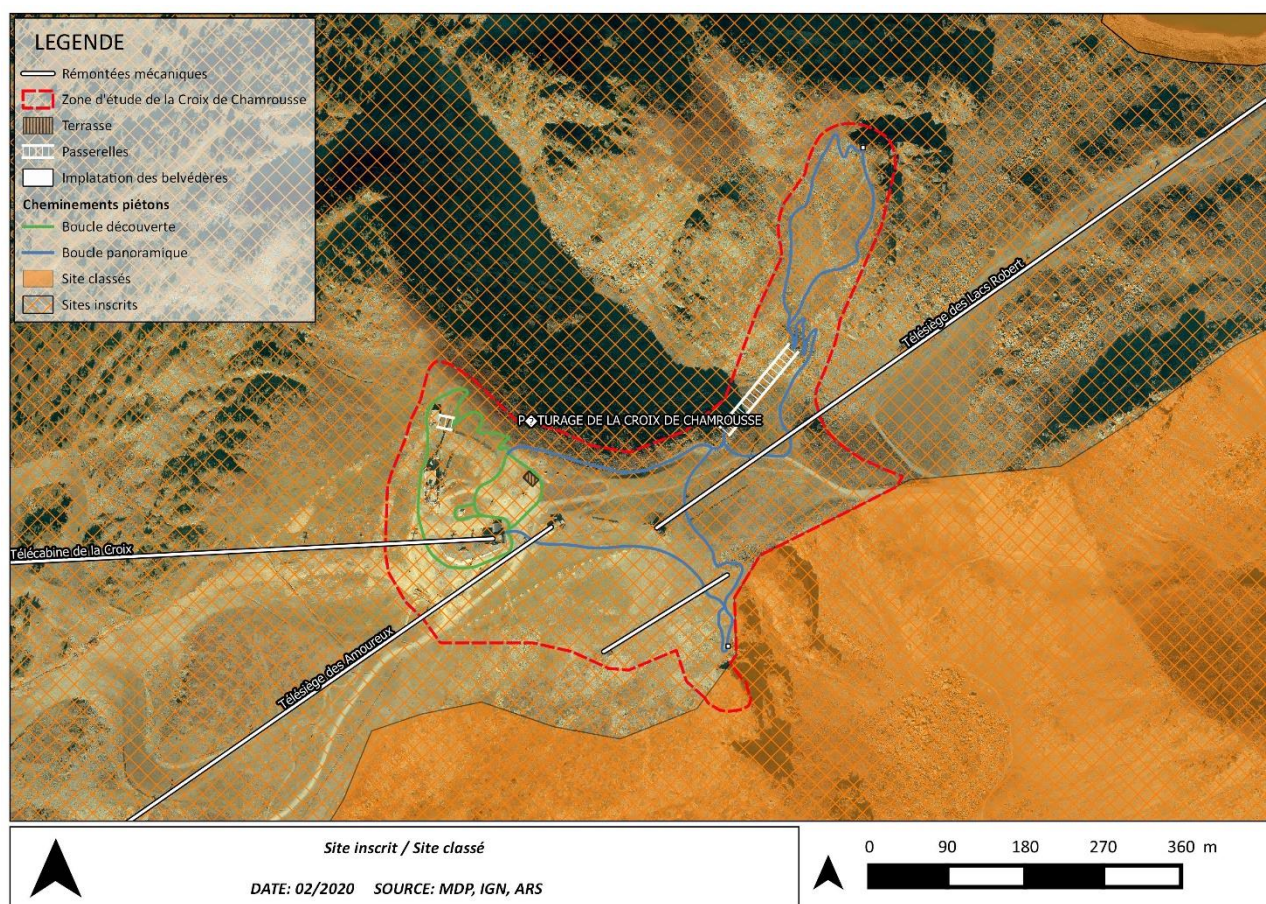 LEGENDE
Rémontées mécaniques
Zone d'étude de la Croix de Chamrousse
Terrasse
Passerelles
Implatation des belvédères
Cheminements piétons
Boucle découverte
Boucle panoramique
Site classés
Sites inscrits
Télésiège des Lacs Robert
P�TURAGE DE LA CROIX DE CHAMROUSSE
Télécabine de la Croix
Télésiège des Amoureux
Site inscrit / Site classé
DATE: 02/2020 SOURCE: MDP, IGN, ARS
0 90 180 270 360 m